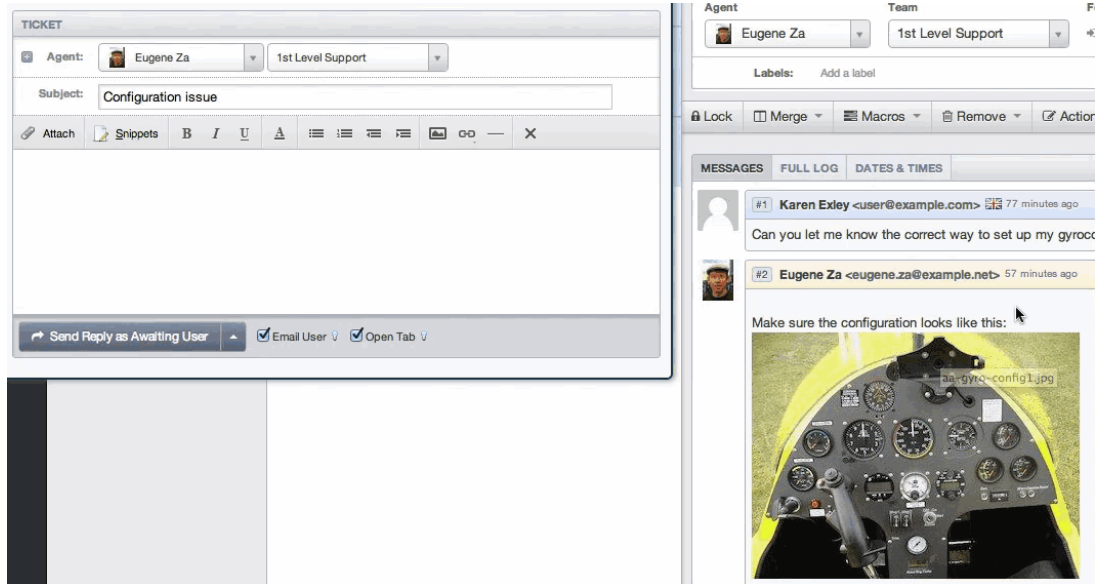 TICKET
Agent: Eugene Za 1st Level Support
Subject: Configuration issue
Attach Snippets B I U A
Send Reply as Awaiting User Email User Open Tab
Agent Team
Eugene Za 1st Level Support
Labels: Add a label
Lock Merge Macros Remove Action
MESSAGES FULL LOG DATES & TIMES
#1 Karen Exley <user@example.com> 77 minutes ago
Can you let me know the correct way to set up my
#2 Eugene Za <eugene.za@example.net> 57 minutes ago
Make sure the configuration looks like this:
aa-gyro-config1.jpg